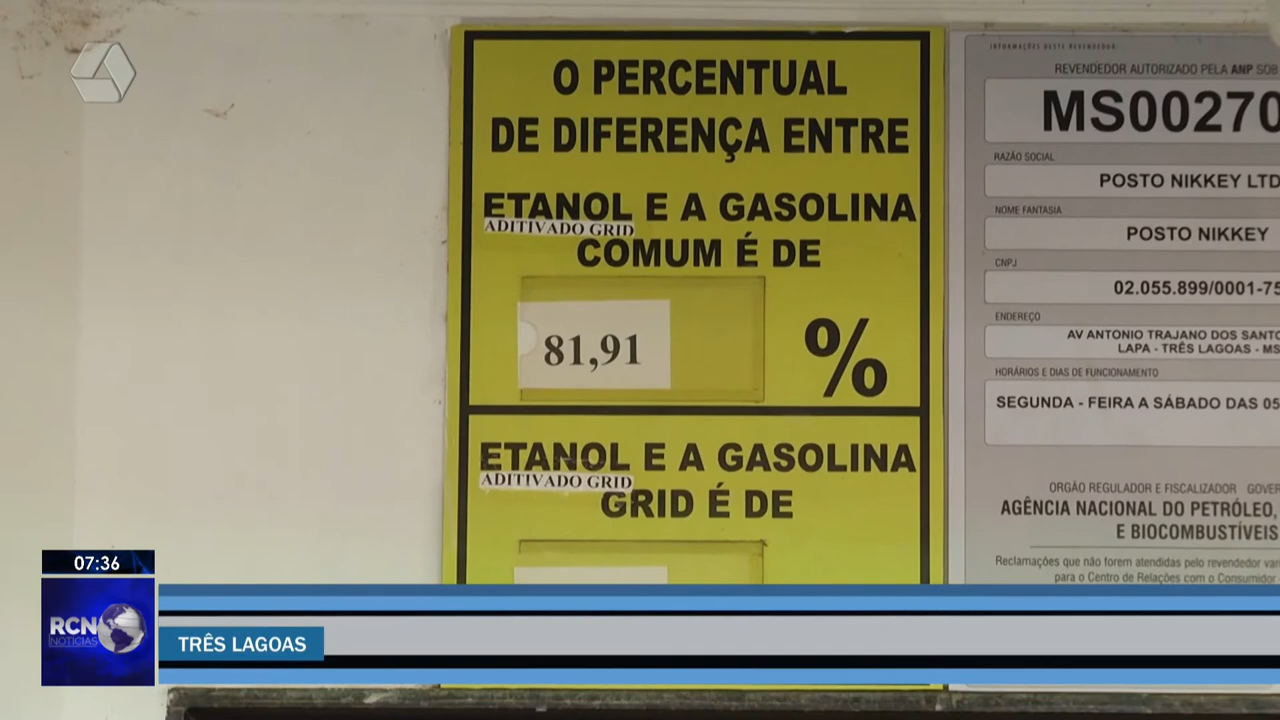 O PERCENTUAL
DE DIFERENÇA ENTRE
ETANOL E A GASOLINA
ADITIVADO GRID
COMUM É DE
81,91
%
ETANOL E A GASOLINA
ADITIVADO GRID
GRID É DE
INFORMAÇÕES DESTE REVENDEDOR
REVENDEDOR AUTORIZADO PELA ANP SOB
MS00270
RAZÃO SOCIAL
POSTO NIKKEY LTD
NOME FANTASIA
POSTO NIKKEY
CNPJ
02.055.899/0001-75
ENDEREÇO
AV ANTONIO TRAJANO DOS SANTO
LAPA - TRÊS LAGOAS - MS
HORÁRIOS E DIAS DE FUNCIONAMENTO
SEGUNDA - FEIRA A SÁBADO DAS 05
ORGÃO REGULADOR E FISCALIZADOR GOVER
AGÊNCIA NACIONAL DO PETRÓLEO,
E BIOCOMBUSTÍVEIS
Reclamações que não forem atendidas pelo revendedor
para o Centro de Relações com o Consumidor
07:36
RCN
NOTÍCIAS
TRÊS LAGOAS